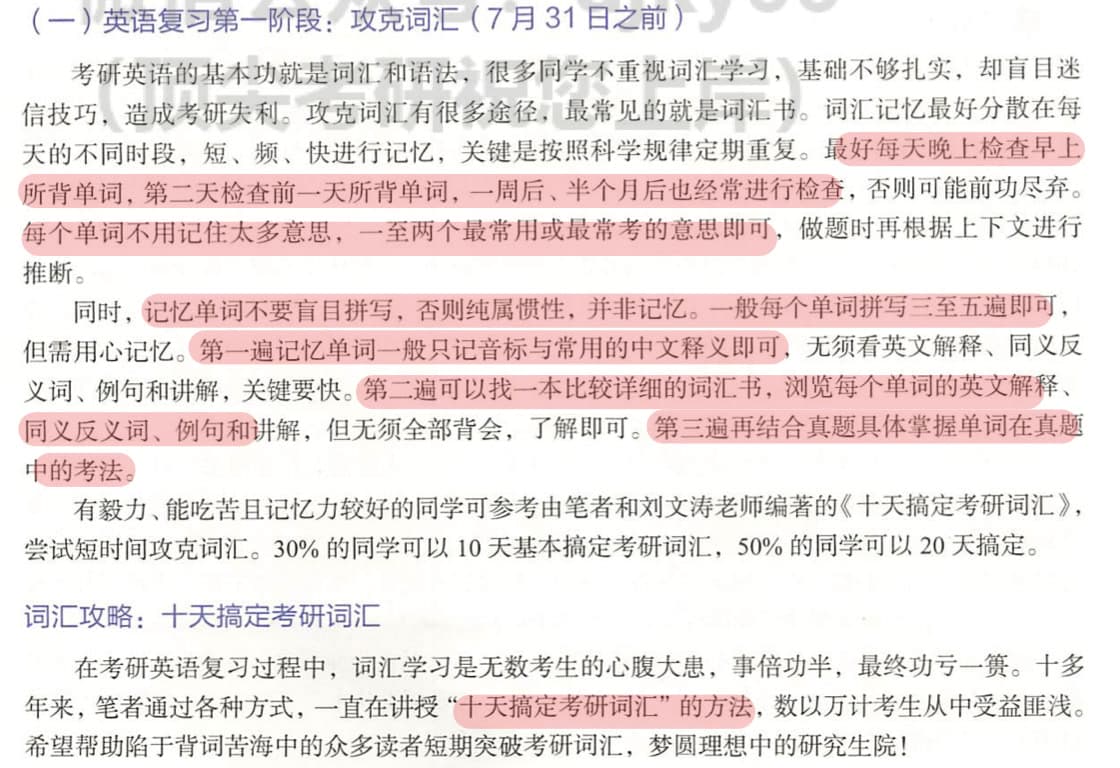 （一）英语复习第一阶段：攻克词汇（7 月 31 日之前）
考研英语的基本功就是词汇和语法，很多同学不重视词汇学习，基础不够扎实，却盲目迷
信技巧，造成考研失利。攻克词汇有很多途径，最常见的就是词汇书。词汇记忆最好分散在每
天的不同时段，短、频、快进行记忆，关键是按照科学规律定期重复。最好每天晚上检查早上
所背单词，第二天检查前一天所背单词，一周后、半个月后也经常进行检查，否则可能前功尽弃。
每个单词不用记住太多意思，一至两个最常用或最常考的意思即可，做题时再根据上下文进行
推断。
同时，记忆单词不要盲目拼写，否则纯属惯性，并非记忆。一般每个单词拼写三至五遍即可，
但需用心记忆。第一遍记忆单词一般只记音标与常用的中文释义即可，无须看英文解释、同义反
义词、例句和讲解，关键要快。第二遍可以找一本比较详细的词汇书，浏览每个单词的英文解释、
同义反义词、例句和讲解，但无须全部背会，了解即可。第三遍再结合真题具体掌握单词在真题
中的考法。
有毅力、能吃苦且记忆力较好的同学可参考由笔者和刘文涛老师编著的《十天搞定考研词汇》，
尝试短时间攻克词汇。30% 的同学可以 10 天基本搞定考研词汇，50% 的同学可以 20 天搞定。
词汇攻略：十天搞定考研词汇
在考研英语复习过程中，词汇学习是无数考生的心腹大患，事倍功半，最终功亏一篑。十多
年来，笔者通过各种方式，一直在讲授“十天搞定考研词汇”的方法，数以万计考生从中受益匪浅。
希望帮助陷于背词苦海中的众多读者短期突破考研词汇，梦圆理想中的研究生院！
（顶尖考研祝您上岸）